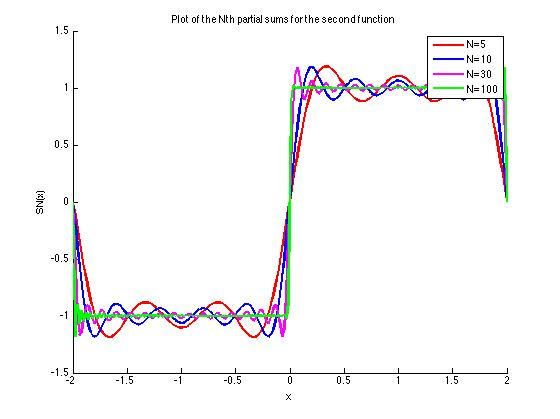 Plot of the Nth partial sums for the second function
1.5
N=5
N=10
N=30
N=100
1
0.5
SN(x)
0
-0.5
-1
-1.5
-2 -1.5 -1 -0.5 0 0.5 1 1.5 2
x